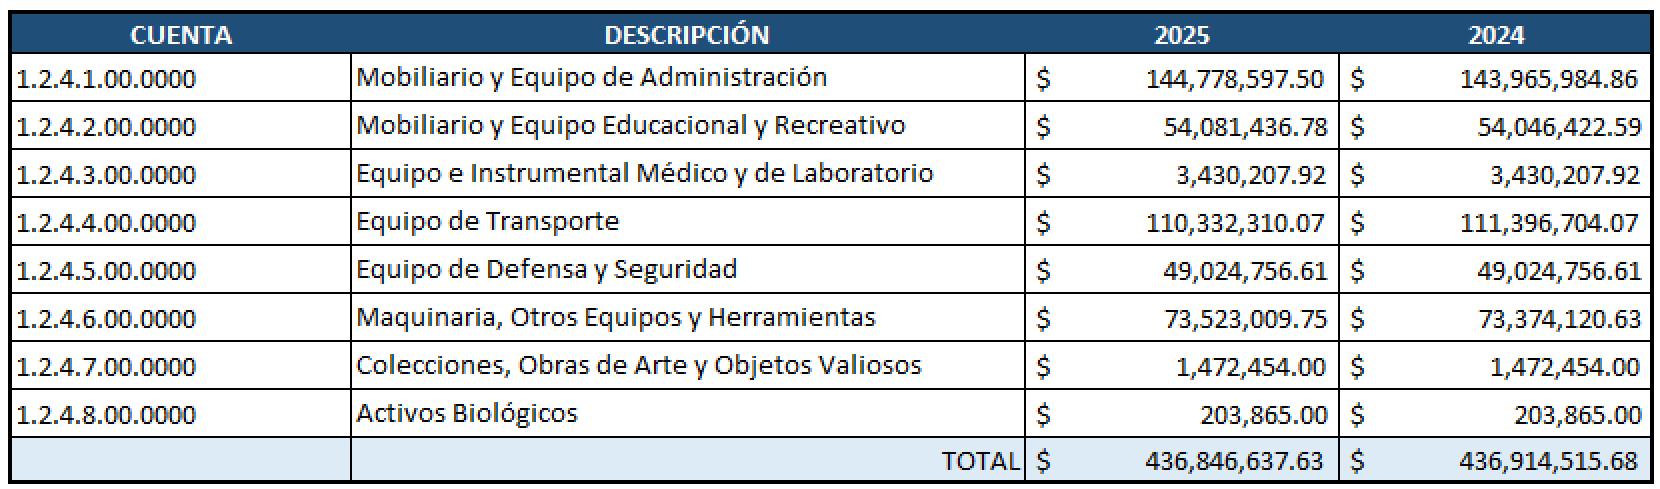 CUENTA DESCRIPCIÓN 2025 2024
1.2.4.1.00.0000 Mobiliario y Equipo de Administración $ 144,778,597.50 $ 143,965,984.86
1.2.4.2.00.0000 Mobiliario y Equipo Educacional y Recreativo $ 54,081,436.78 $ 54,046,422.59
1.2.4.3.00.0000 Equipo e Instrumental Médico y de Laboratorio $ 3,430,207.92 $ 3,430,207.92
1.2.4.4.00.0000 Equipo de Transporte $ 110,332,310.07 $ 111,396,704.07
1.2.4.5.00.0000 Equipo de Defensa y Seguridad $ 49,024,756.61 $ 49,024,756.61
1.2.4.6.00.0000 Maquinaria, Otros Equipos y Herramientas $ 73,523,009.75 $ 73,374,120.63
1.2.4.7.00.0000 Colecciones, Obras de Arte y Objetos Valiosos $ 1,472,454.00 $ 1,472,454.00
1.2.4.8.00.0000 Activos Biológicos $ 203,865.00 $ 203,865.00
TOTAL $ 436,846,637.63 $ 436,914,515.68